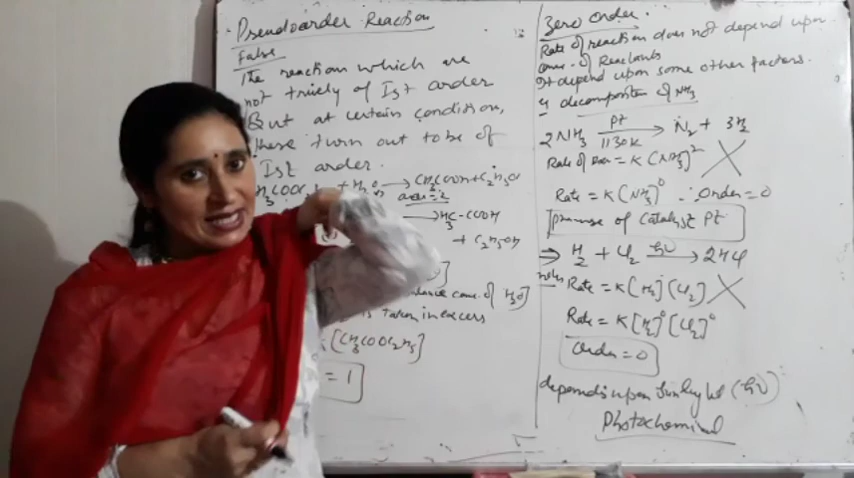 Pseudoorder Reaction
False
The reaction which are
not truely of Ist order
But at certain condition,
these turn out to be of
Ist order.
+ H2O → CH3COOH + C2H5OH
order = 2
→ H3C-COOH
+ C2H5OH
conc. of H2O]
is taken in excess
[CH3COOC2H5]
= 1
Zero Order.
Rate of reaction does not depend upon
conc. of Reactants
It depend upon some other factors.
decomposition of NH3
2NH3 Pt 1130K → N2 + 3H2
Rate of Rxn = K (NH3)2
Rate = K (NH3)0 ∴ Order = 0
presence of Catalyst Pt
⇒ H2 + Cl2 hν → 2HCl
Rate = K [H2] [Cl2]
Rate = K [H2]0 [Cl2]0
Order = 0
depends upon Sunlight (hν)
Photochemical